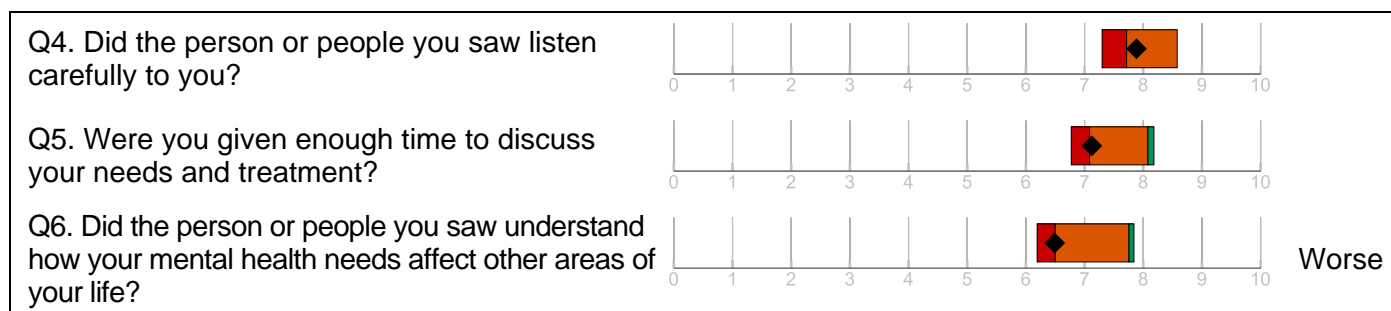 Q4. Did the person or people you saw listen
carefully to you?
0 1 2 3 4 5 6 7 8 9 10
Q5. Were you given enough time to discuss
your needs and treatment?
0 1 2 3 4 5 6 7 8 9 10
Q6. Did the person or people you saw understand
how your mental health needs affect other areas of
your life?
0 1 2 3 4 5 6 7 8 9 10
Worse